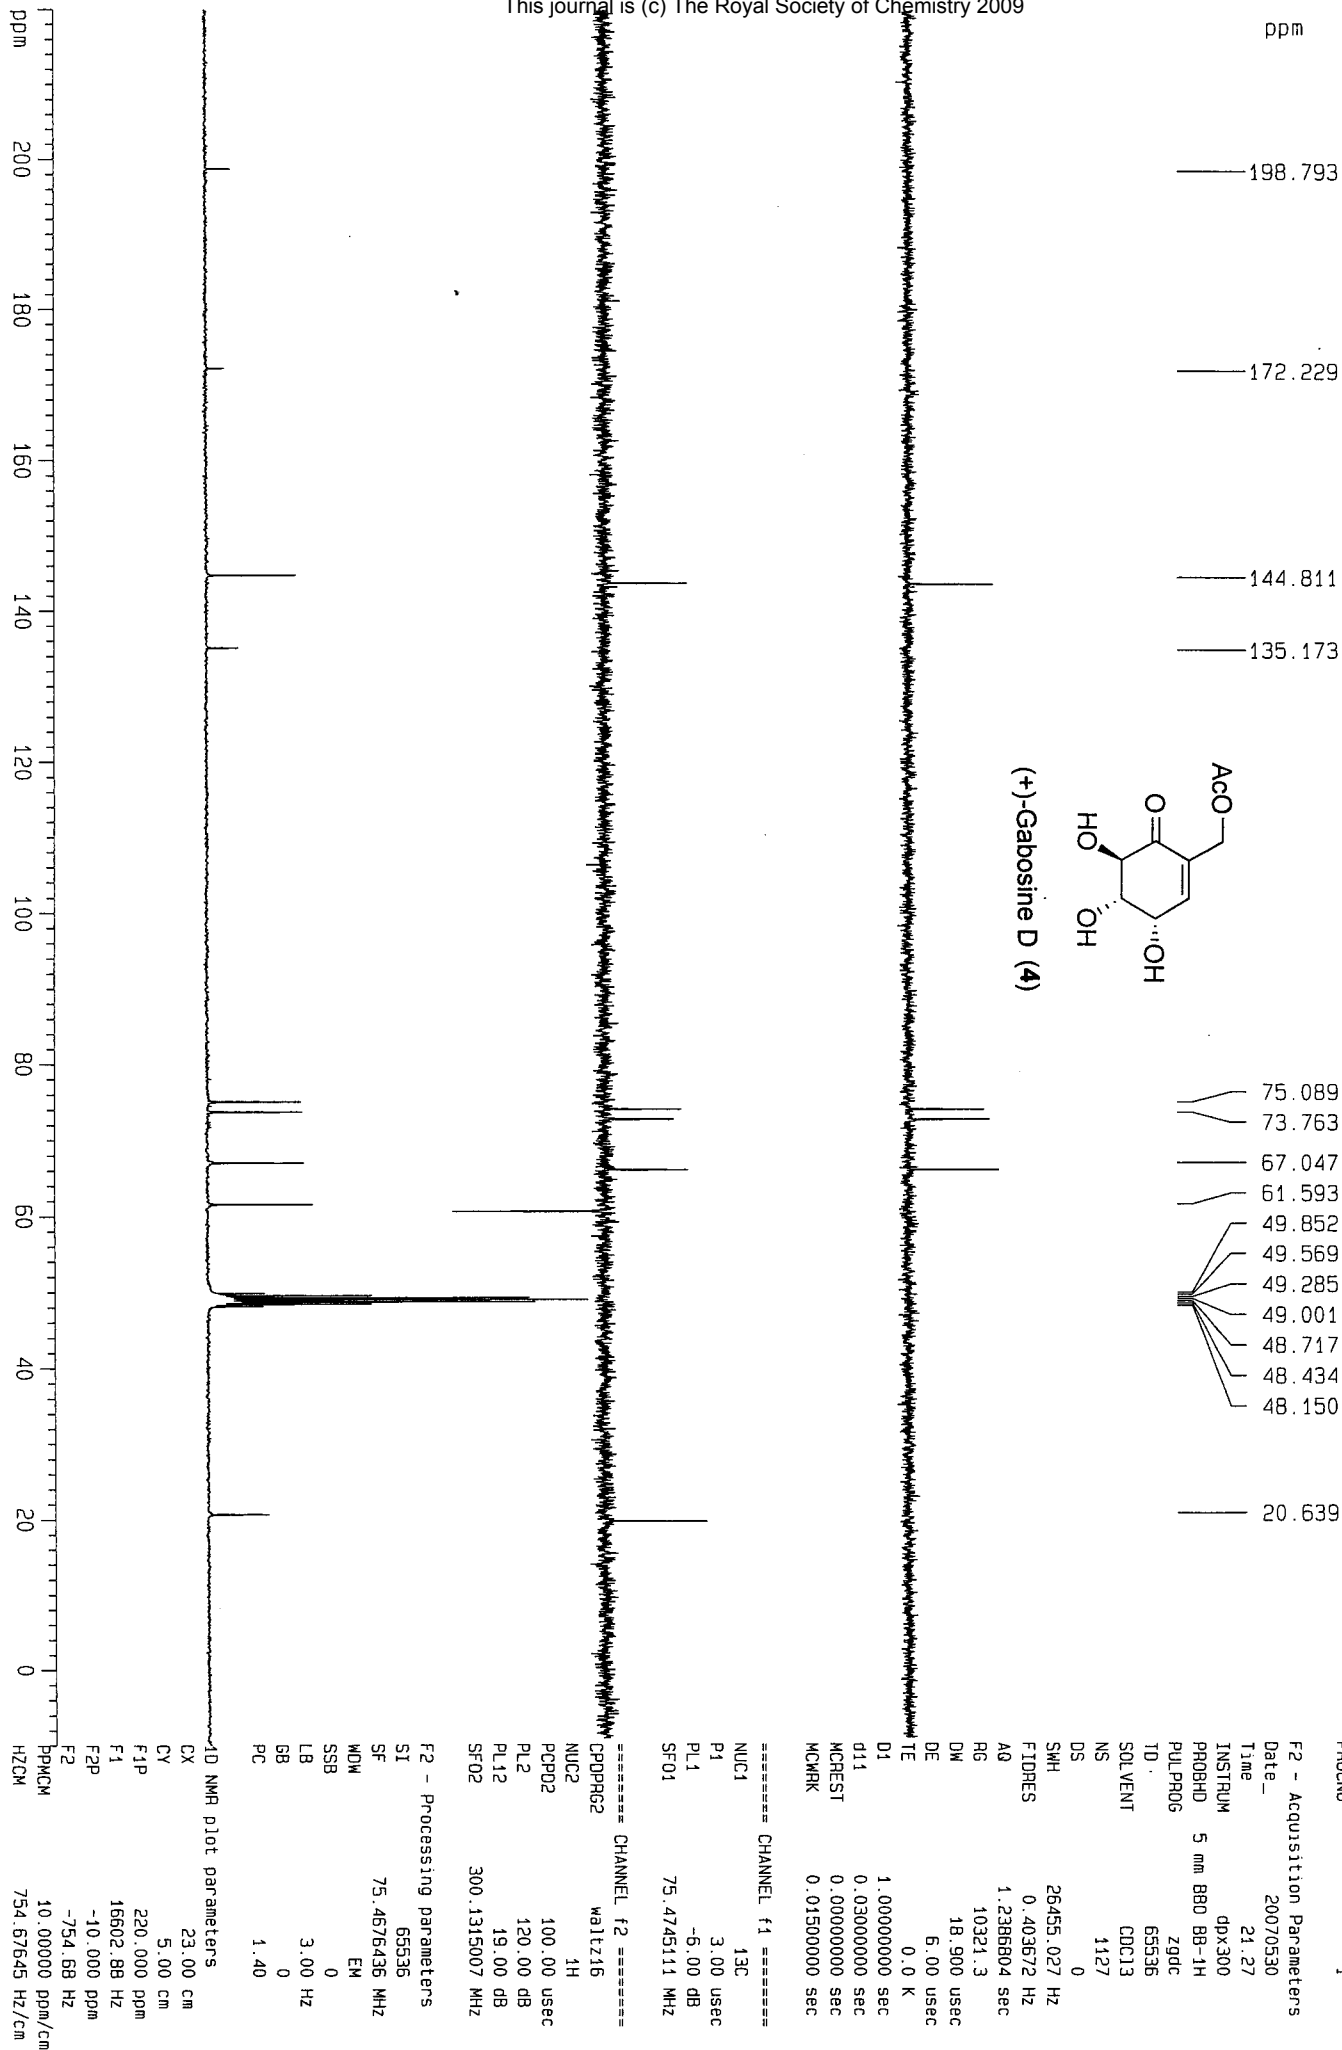 This journal is (c) The Royal Society of Chemistry 2009
ppm
198.793
172.229
144.811
135.173
75.089
73.763
67.047
61.593
49.852
49.569
49.285
49.001
48.717
48.434
48.150
20.639
AcO
O
HO
OH
OH
(+)-Gabosine D (4)
ppm
200
180
160
140
120
100
80
60
40
20
0
F2 - Acquisition Parameters
Date_ 20070530
Time 21.27
INSTRUM dpx300
PROBHD 5 mm BBO BB-1H
PULPROG zgdc
TD 65536
SOLVENT CDCl3
NS 1127
DS 0
SWH 26455.027 Hz
FIDRES 0.403672 Hz
AQ 1.2386804 sec
RG 10321.3
DW 18.900 usec
DE 6.00 usec
TE 0.0 K
D1 1.00000000 sec
d11 0.03000000 sec
MCREST 0.00000000 sec
MCWRK 0.01500000 sec
======== CHANNEL f1 ========
NUC1 13C
P1 3.00 usec
PL1 -6.00 dB
SFO1 75.4745111 MHz
======== CHANNEL f2 ========
CPDPRG2 waltz16
NUC2 1H
PCPD2 100.00 usec
PL2 120.00 dB
PL12 19.00 dB
SFO2 300.1315007 MHz
F2 - Processing parameters
SI 65536
SF 75.4676436 MHz
WDW EM
SSB 0
LB 3.00 Hz
GB 0
PC 1.40
1D NMR plot parameters
CX 23.00 cm
CY 5.00 cm
F1P 220.000 ppm
F1 16602.88 Hz
F2P -10.000 ppm
F2 -754.68 Hz
PPMCM 10.00000 ppm/cm
HZCM 754.67645 Hz/cm